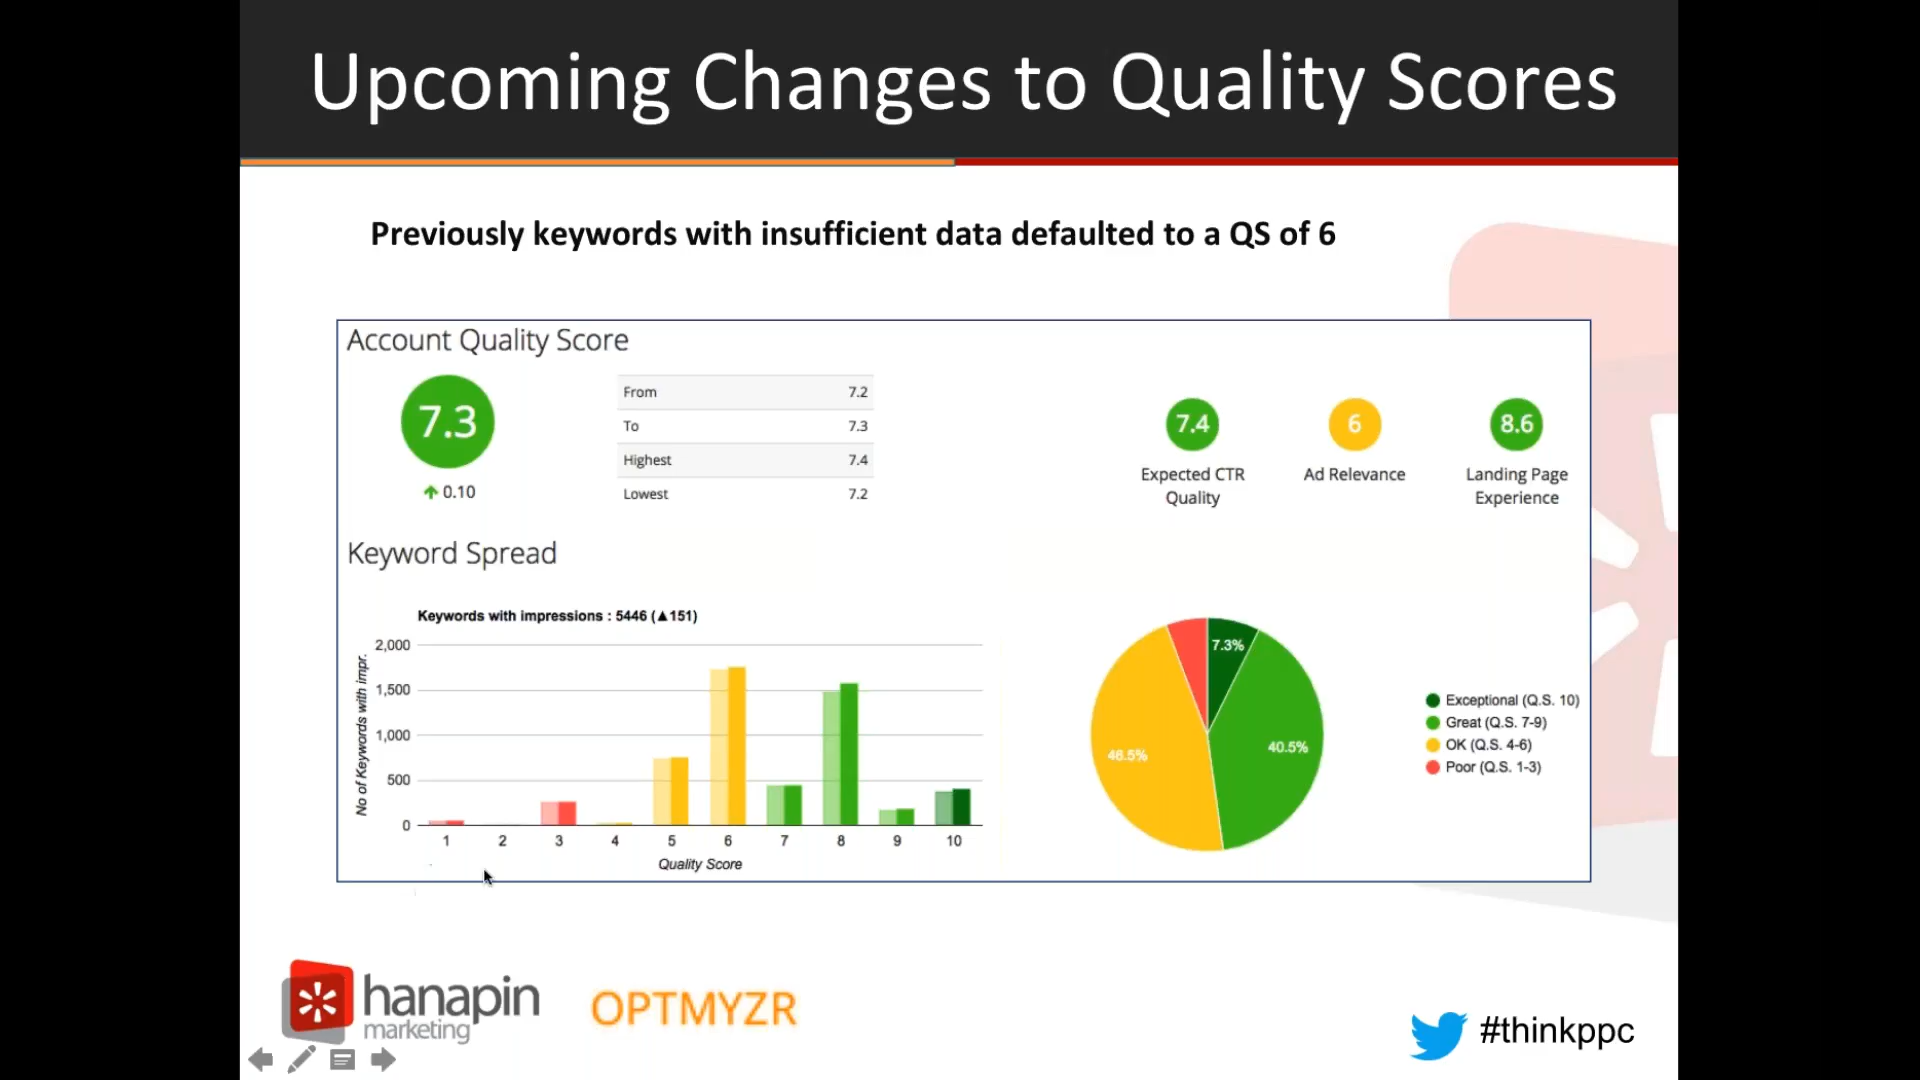 Upcoming Changes to Quality Scores
Previously keywords with insufficient data defaulted to a QS of 6
Account Quality Score
7.3
0.10
From 7.2
To 7.3
Highest 7.4
Lowest 7.2
7.4
Expected CTR
Quality
6
Ad Relevance
8.6
Landing Page
Experience
Keyword Spread
Keywords with impressions : 5446 (▲151)
No of Keywords with impr.
2,000
1,500
1,000
500
0
1 2 3 4 5 6 7 8 9 10
Quality Score
7.3%
40.5%
46.5%
Exceptional (Q.S. 10)
Great (Q.S. 7-9)
OK (Q.S. 4-6)
Poor (Q.S. 1-3)
hanapin
marketing
OPTMYZR
#thinkppc